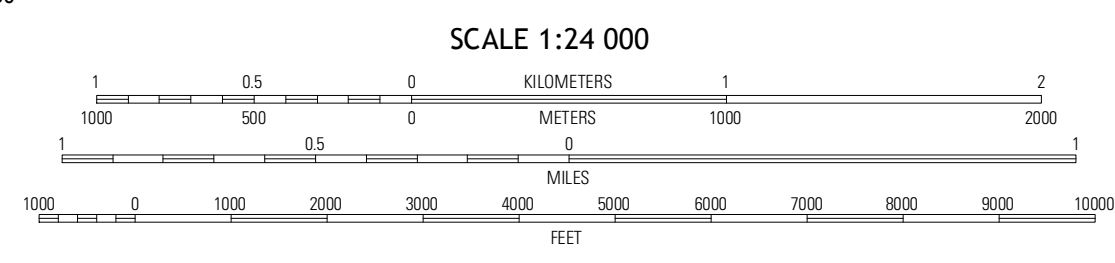 SCALE 1:24 000
1 0.5 0 KILOMETERS 1 2
1000 500 0 METERS 1000 2000
1 0.5 0 1
MILES
1000 0 1000 2000 3000 4000 5000 6000 7000 8000 9000 10000
FEET